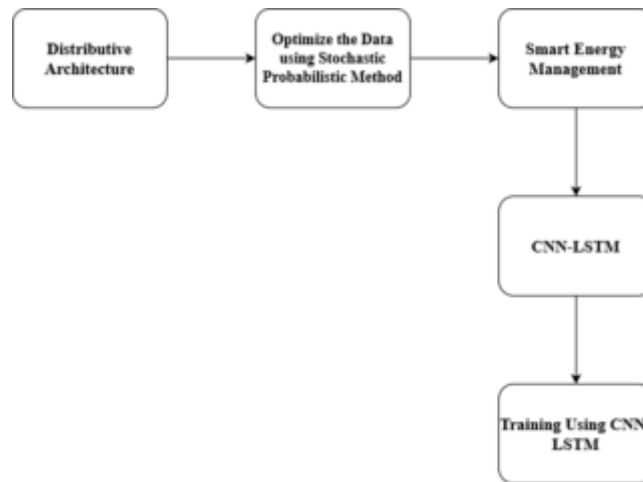 Distributive
Architecture
Optimize the Data
using Stochastic
Probabilistic Method
Smart Energy
Management
CNN-LSTM
Training Using CNN
LSTM